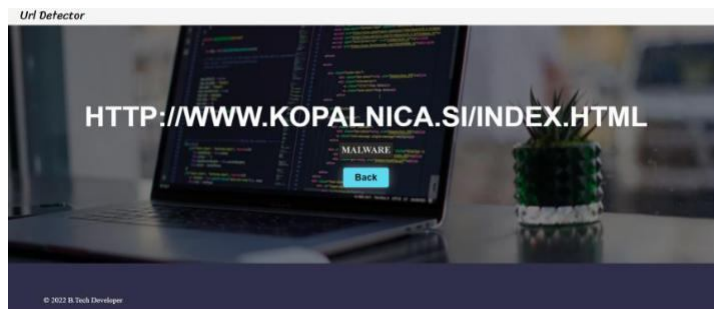 Url Detector
HTTP://WWW.KOPALNICA.SI/INDEX.HTML
MALWARE
Back
© 2022 B.Tech Developer